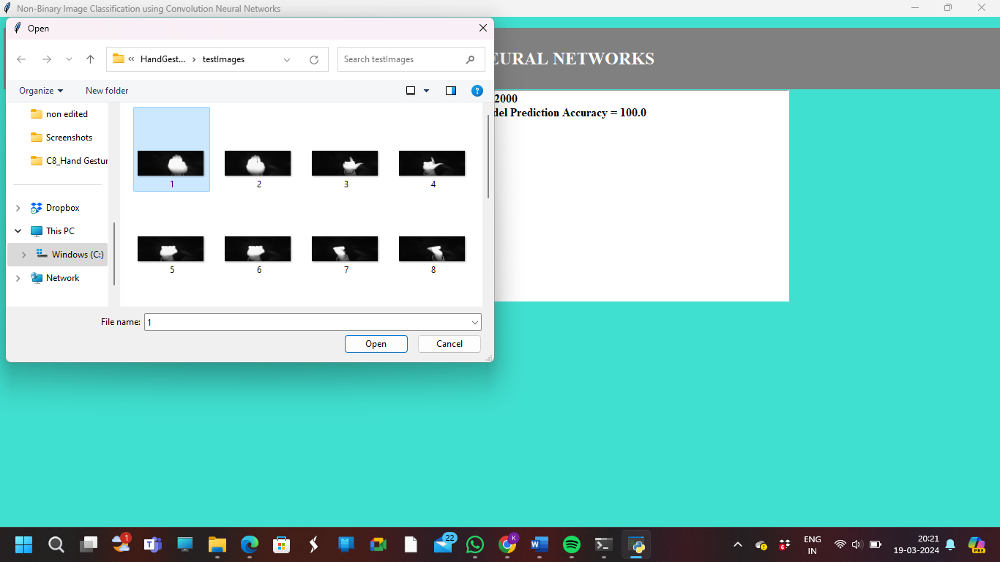 Non-Binary Image Classification using Convolution Neural Networks
Open
« HandGest... › testImages
Search testImages
EURAL NETWORKS
Organize
New folder
2000
del Prediction Accuracy = 100.0
non edited
Screenshots
C8_Hand Gestur
Dropbox
This PC
Windows (C:)
Network
1
2
3
4
5
6
7
8
File name: 1
Open
Cancel
1
22
K
6
ENG
IN
20:21
19-03-2024
PRE